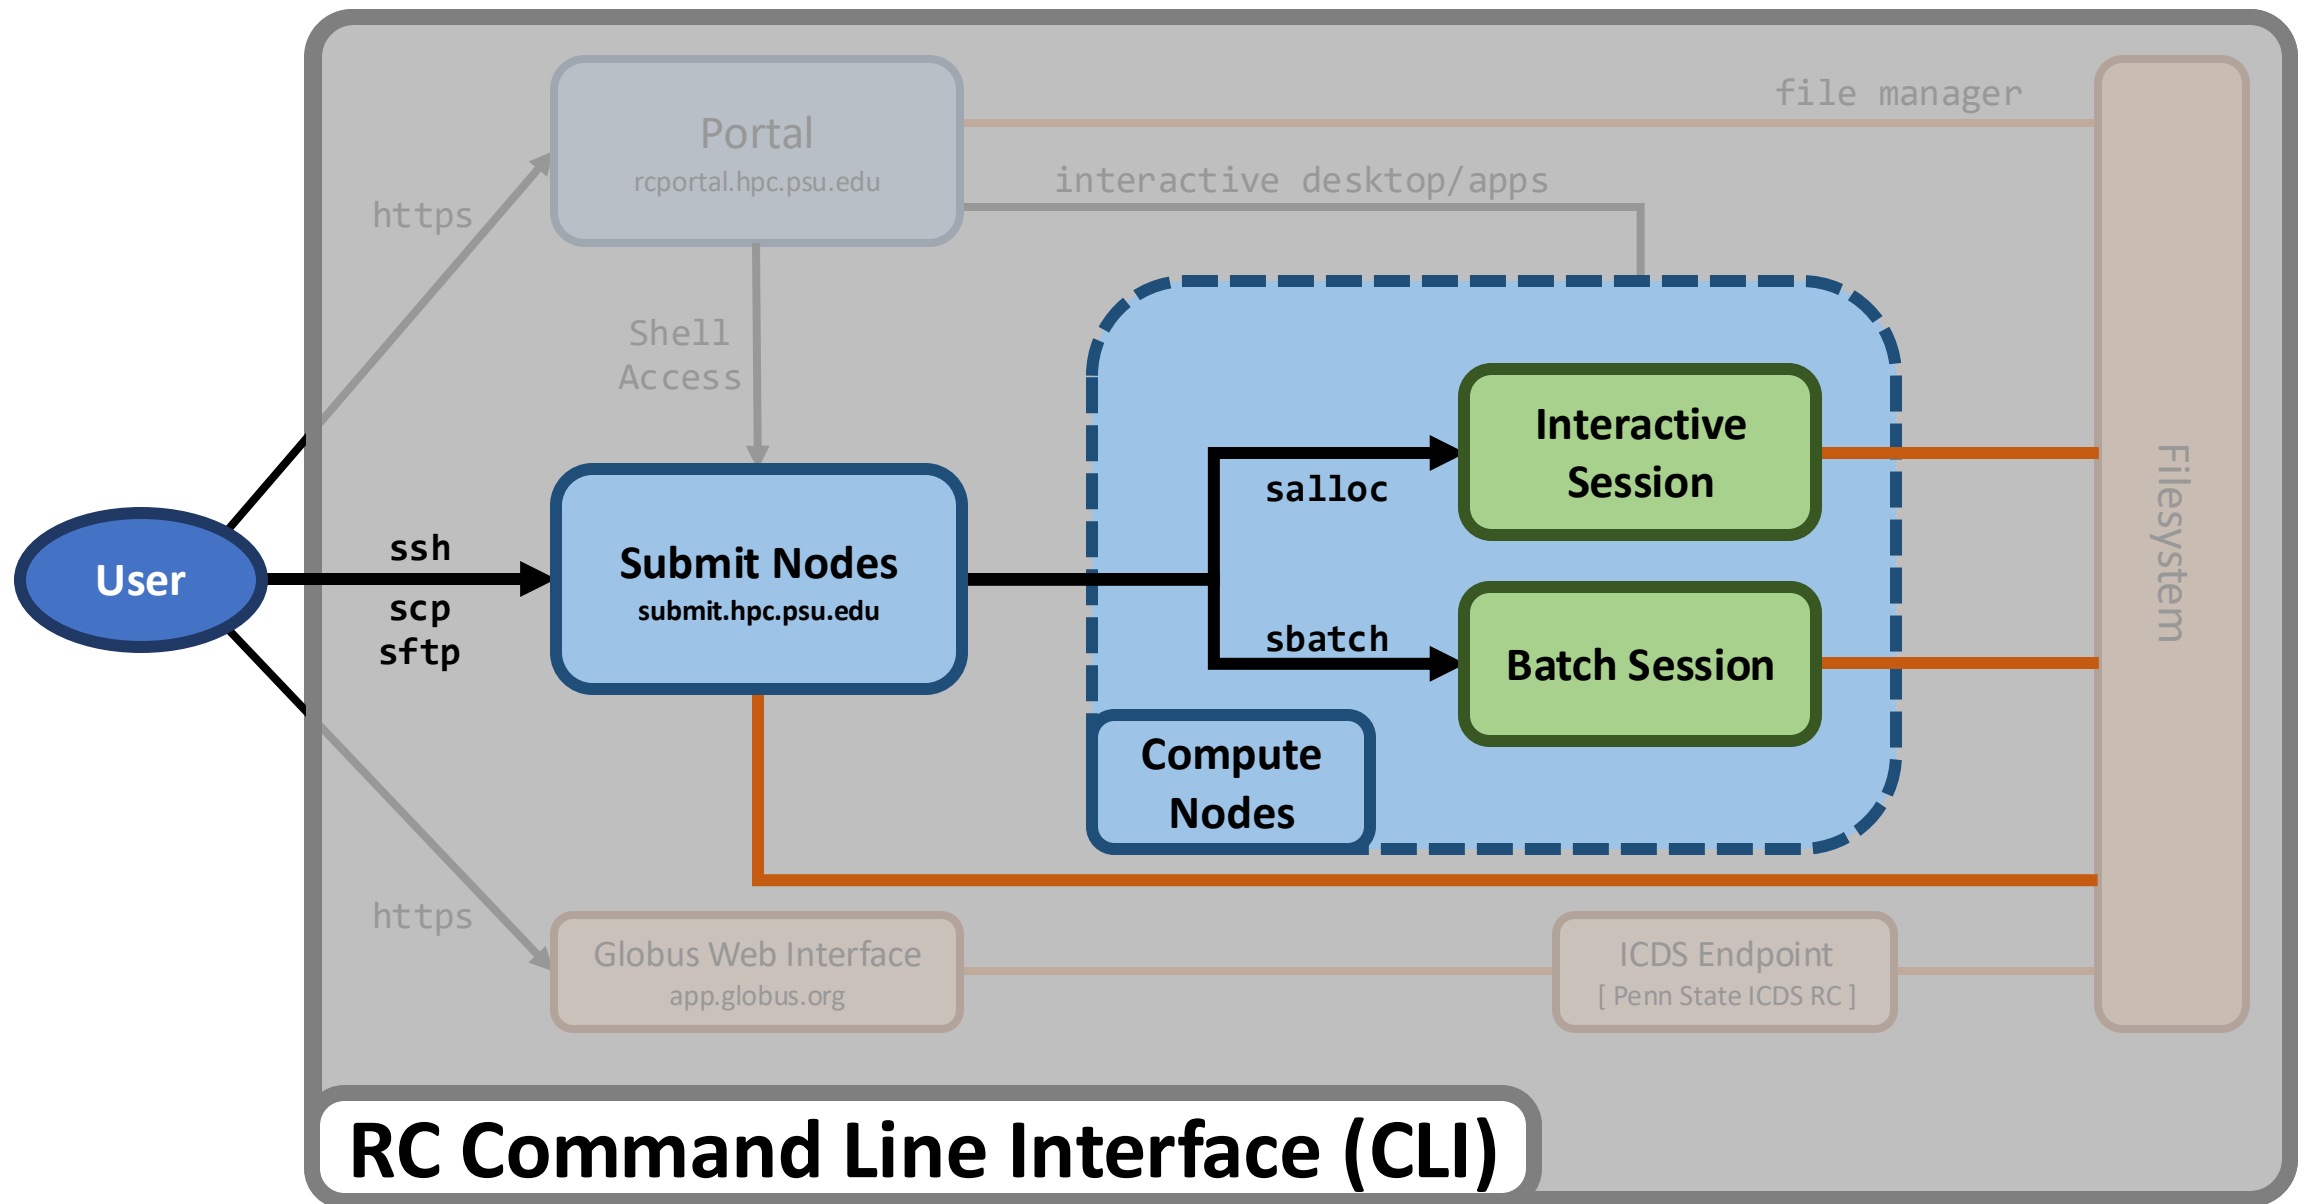 file manager
Portal
rcportal.hpc.psu.edu
interactive desktop/apps
https
Shell
Access
Interactive
Session
salloc
Filesystem
ssh
User
scp
sftp
Submit Nodes
submit.hpc.psu.edu
sbatch
Batch Session
Compute
Nodes
https
Globus Web Interface
app.globus.org
ICDS Endpoint
[ Penn State ICDS RC ]
RC Command Line Interface (CLI)